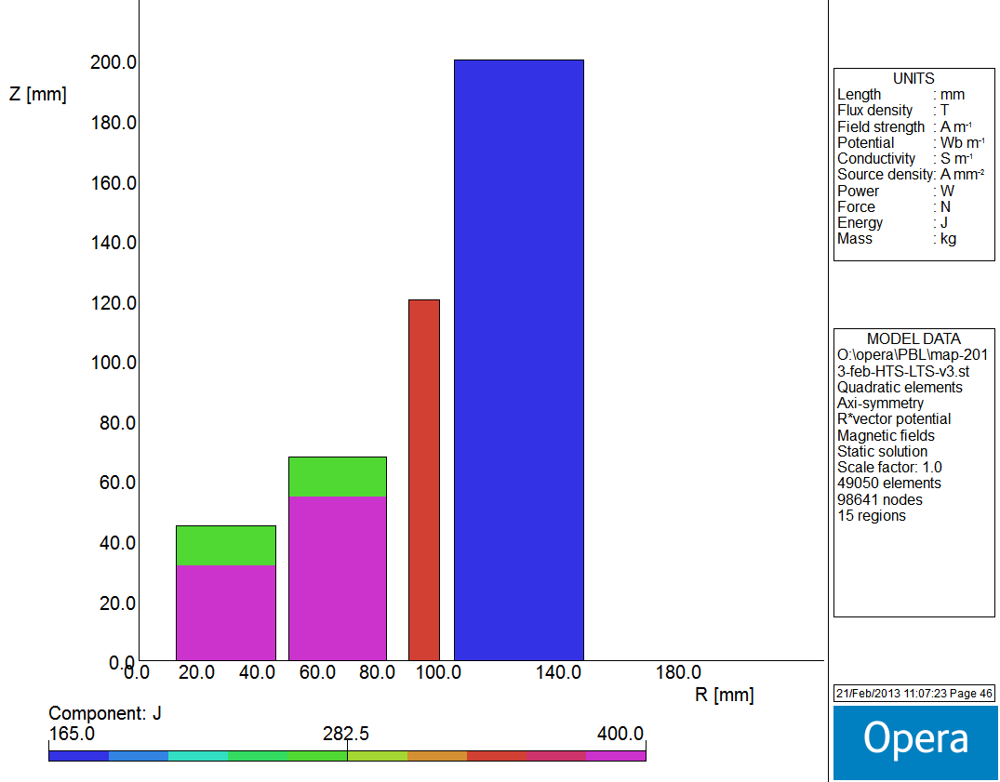 Z [mm]
200.0
180.0
160.0
140.0
120.0
100.0
80.0
60.0
40.0
20.0
0.0
0.0 20.0 40.0 60.0 80.0 100.0 140.0 180.0
R [mm]
Component: J
165.0 282.5 400.0
UNITS
Length : mm
Flux density : T
Field strength : A m⁻¹
Potential : Wb m⁻¹
Conductivity : S m⁻¹
Source density: A mm⁻²
Power : W
Force : N
Energy : J
Mass : kg
MODEL DATA
O:\opera\PBL\map-201
3-feb-HTS-LTS-v3.st
Quadratic elements
Axi-symmetry
R*vector potential
Magnetic fields
Static solution
Scale factor: 1.0
49050 elements
98641 nodes
15 regions
21/Feb/2013 11:07:23 Page 46
Opera